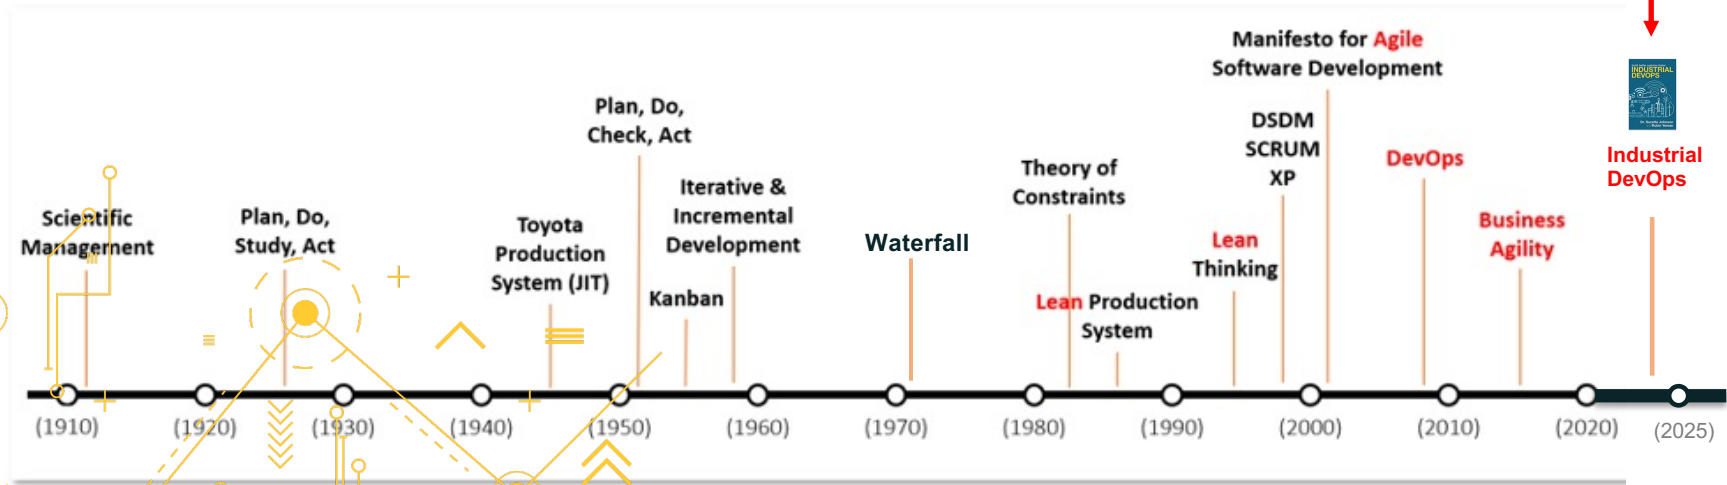 Scientific
Management
Plan, Do,
Study, Act
Toyota
Production
System (JIT)
Plan, Do,
Check, Act
Kanban
Iterative &
Incremental
Development
Waterfall
Theory of
Constraints
Lean Production
System
Lean
Thinking
DSDM
SCRUM
XP
Manifesto for Agile
Software Development
DevOps
Business
Agility
INDUSTRIAL
DEVOPS
Industrial
DevOps
(1910)
(1920)
(1930)
(1940)
(1950)
(1960)
(1970)
(1980)
(1990)
(2000)
(2010)
(2020)
(2025)